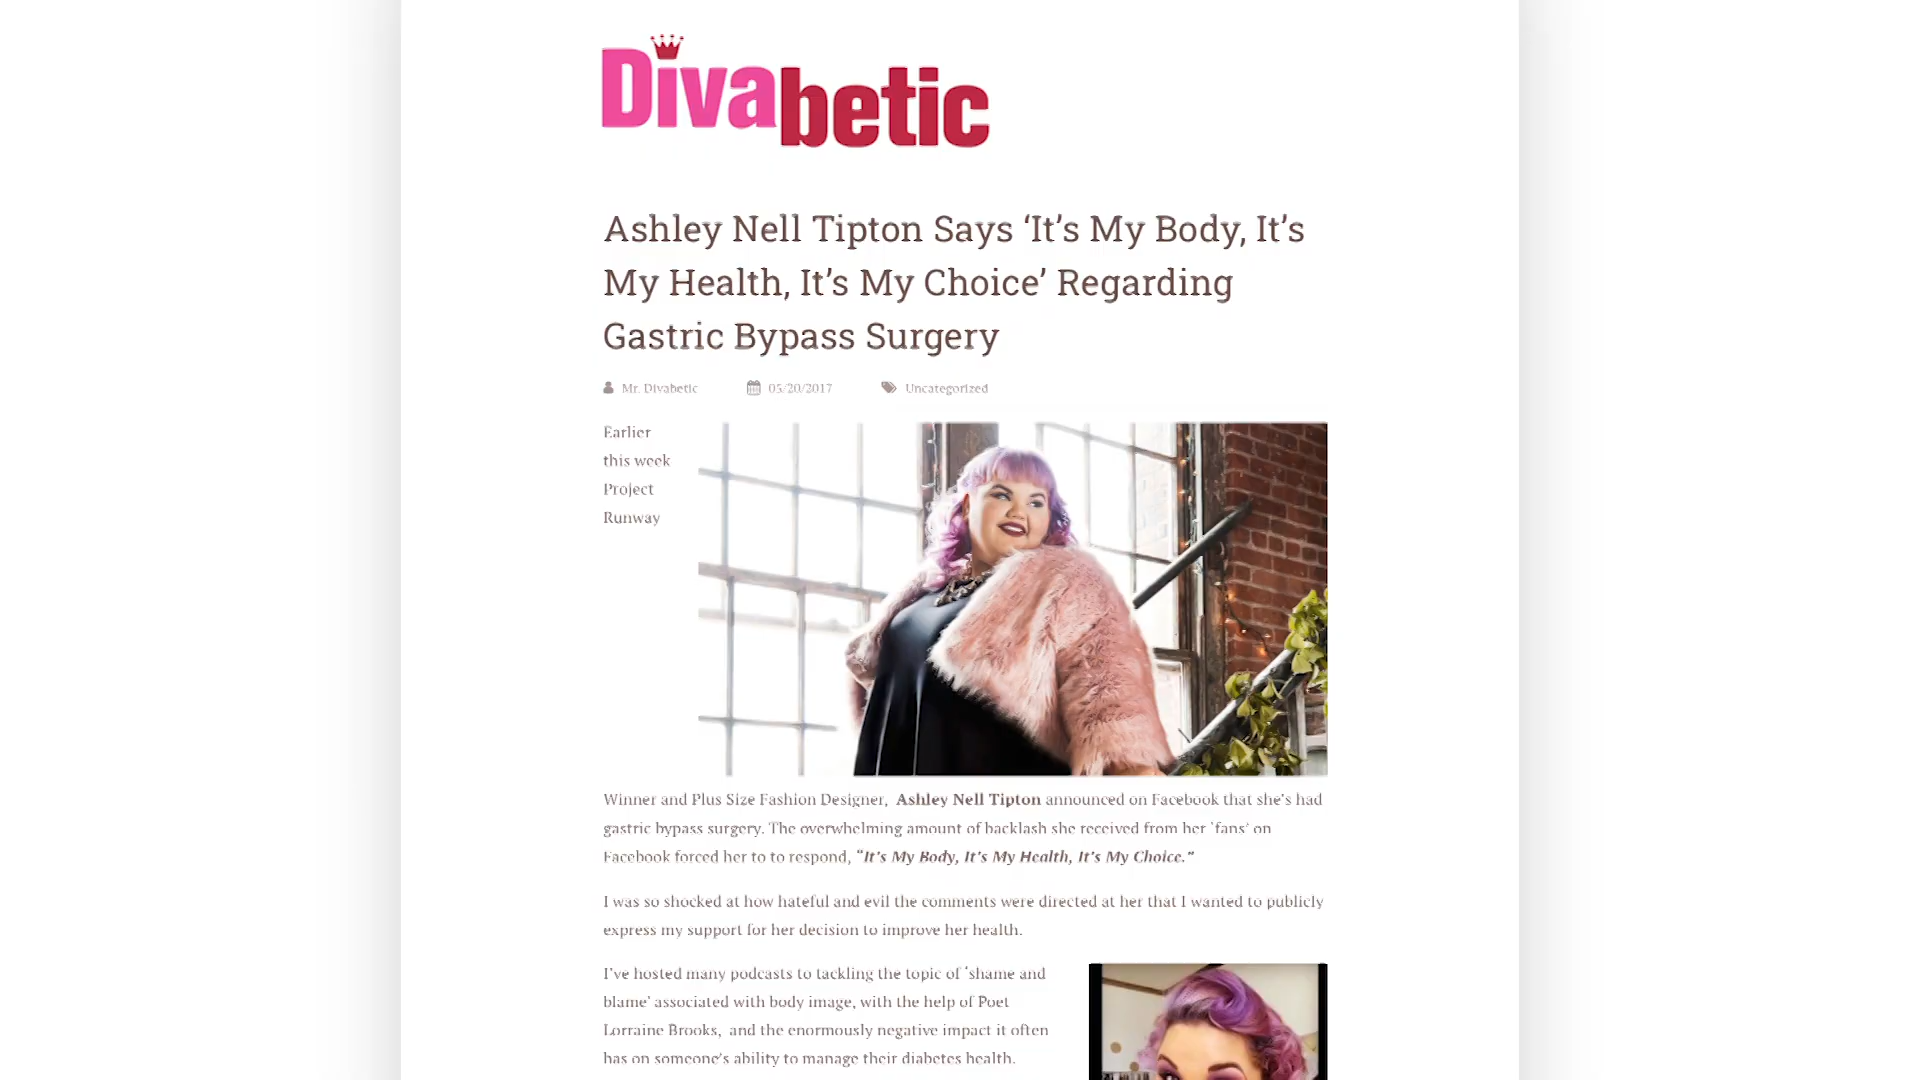 Divabetic
Ashley Nell Tipton Says ‘It’s My Body, It’s
My Health, It’s My Choice’ Regarding
Gastric Bypass Surgery
Mr. Divabetic 05/20/2017 Uncategorized
Earlier
this week
Project
Runway
Winner and Plus Size Fashion Designer, Ashley Nell Tipton announced on Facebook that she’s had
gastric bypass surgery. The overwhelming amount of backlash she received from her ‘fans’ on
Facebook forced her to to respond, “It’s My Body, It’s My Health, It’s My Choice.”
I was so shocked at how hateful and evil the comments were directed at her that I wanted to publicly
express my support for her decision to improve her health.
I’ve hosted many podcasts to tackling the topic of ‘shame and
blame’ associated with body image, with the help of Poet
Lorraine Brooks, and the enormously negative impact it often
has on someone’s ability to manage their diabetes health.